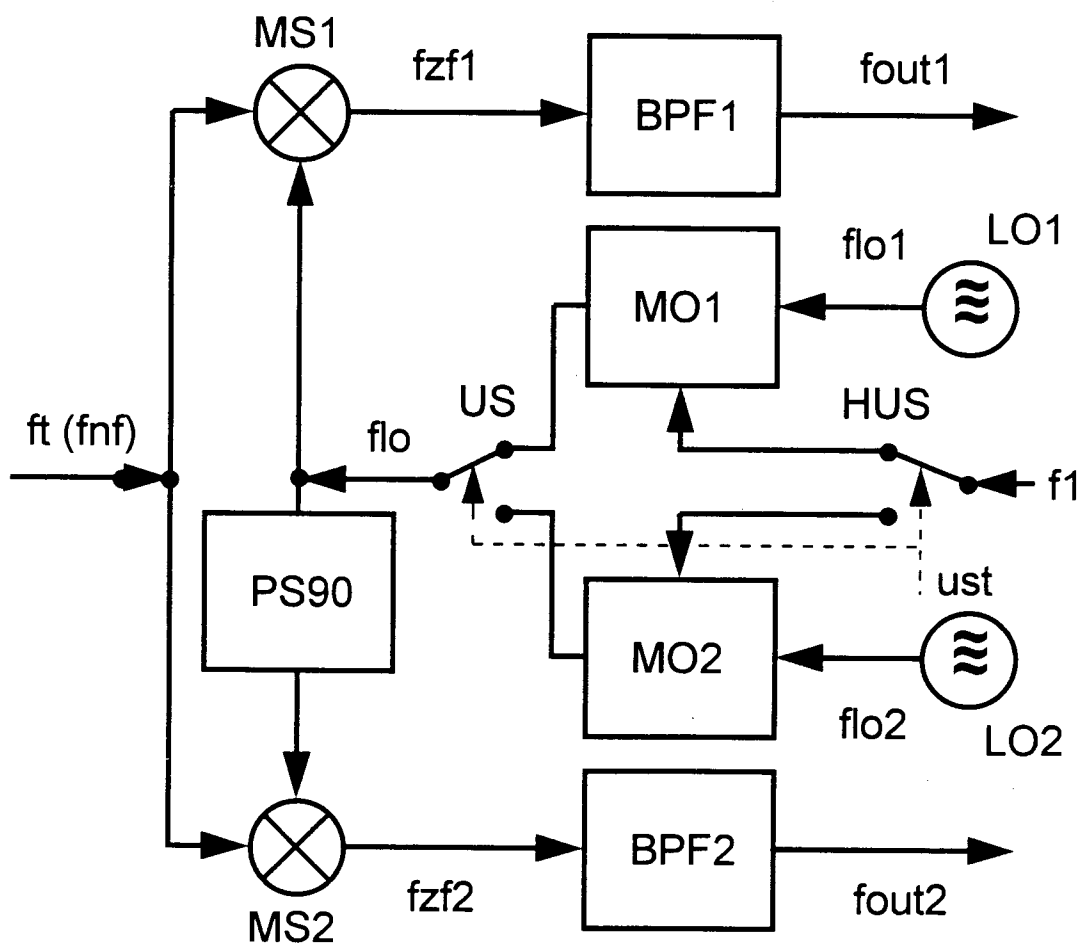 MS1
fzf1
BPF1
fout1
LO1
flo1
MO1
US
HUS
ft (fnf)
flo
f1
PS90
ust
MO2
flo2
LO2
BPF2
fzf2
fout2
MS2